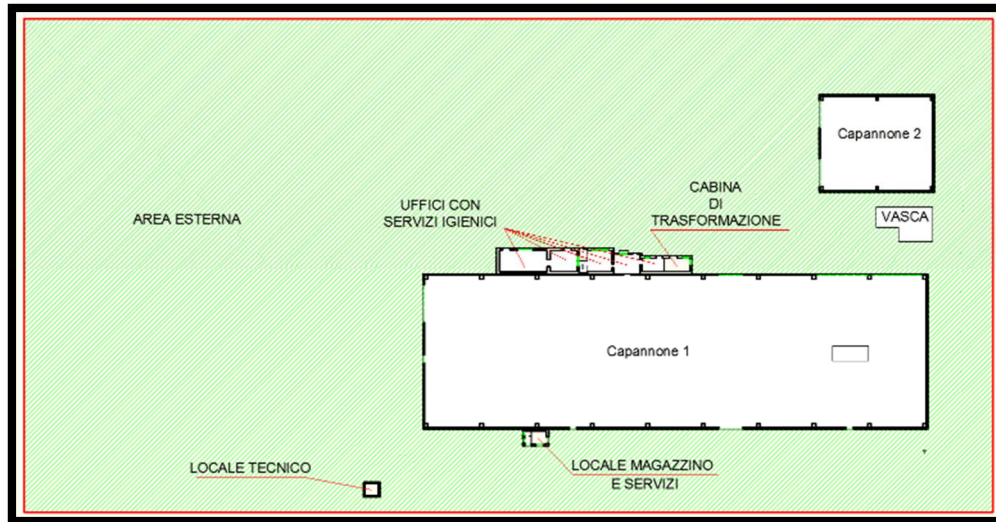 Capannone 2
CABINA
DI
TRASFORMAZIONE
UFFICI CON
SERVIZI IGIENICI
AREA ESTERNA
VASCA
Capannone 1
LOCALE TECNICO
LOCALE MAGAZZINO
E SERVIZI